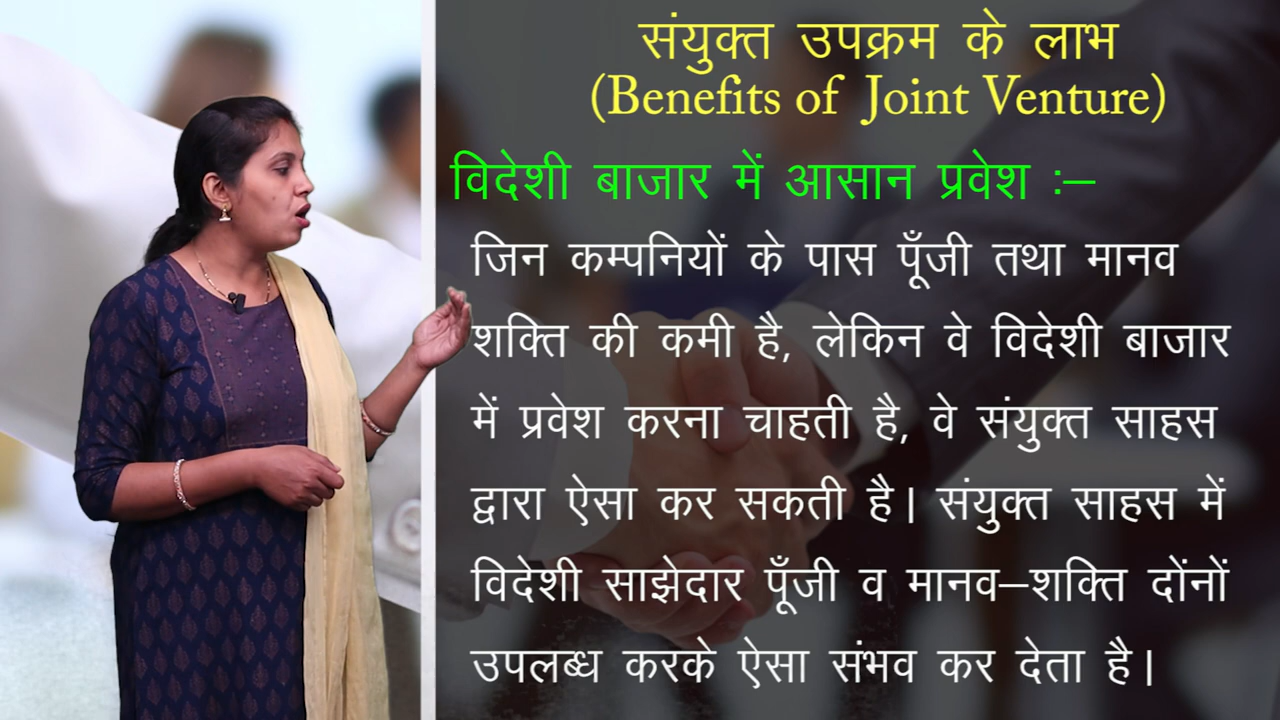 संयुक्त उपक्रम के लाभ
(Benefits of Joint Venture)
विदेशी बाजार में आसान प्रवेश :–
जिन कम्पनियों के पास पूँजी तथा मानव
शक्ति की कमी है, लेकिन वे विदेशी बाजार
में प्रवेश करना चाहती है, वे संयुक्त साहस
द्वारा ऐसा कर सकती है। संयुक्त साहस में
विदेशी साझेदार पूँजी व मानव–शक्ति दोंनों
उपलब्ध करके ऐसा संभव कर देता है।